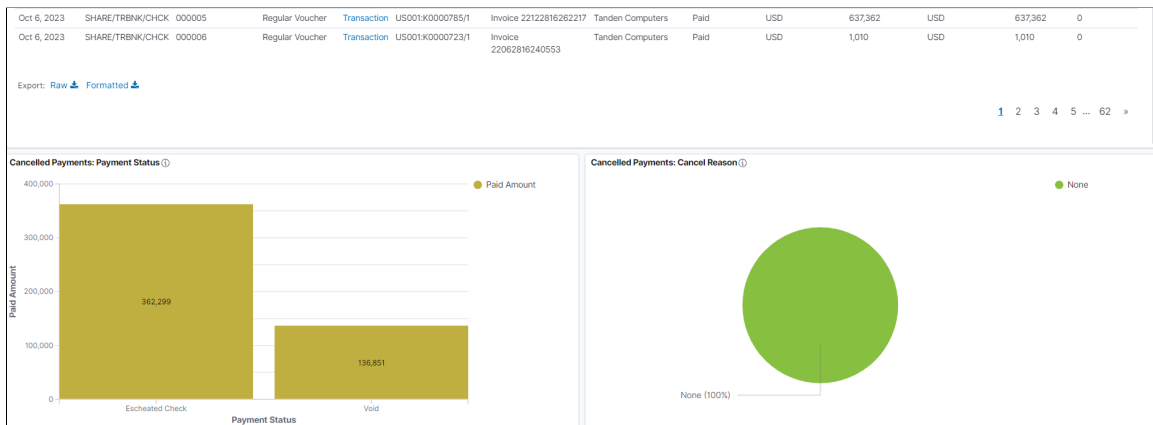 Oct 6, 2023 SHARE/TRBNK/CHCK 000005 Regular Voucher Transaction US001:K0000785/1 Invoice 22122816262217 Tanden Computers Paid USD 637,362 USD 637,362 0
Oct 6, 2023 SHARE/TRBNK/CHCK 000006 Regular Voucher Transaction US001:K0000723/1 Invoice Tanden Computers Paid USD 1,010 USD 1,010 0
22062816240553
Export: Raw Formatted
1 2 3 4 5 ... 62 »
Cancelled Payments: Payment Status
Paid Amount
400,000
300,000
200,000
100,000
0
Paid Amount
362,299
136,851
Escheated Check Void
Payment Status
Cancelled Payments: Cancel Reason
None
None (100%)